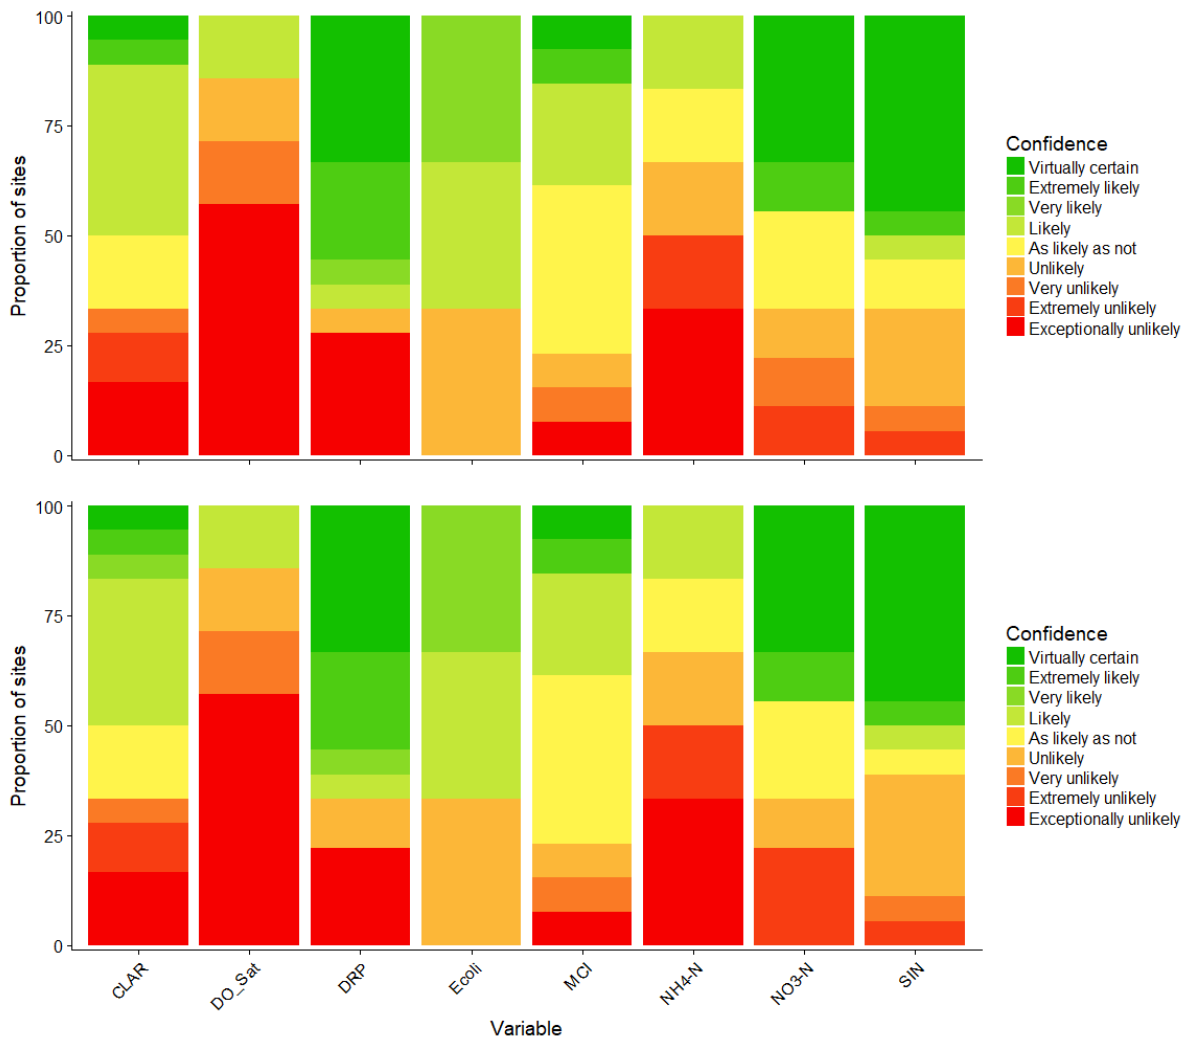 100
75
50
25
0
Proportion of sites
Confidence
Virtually certain
Extremely likely
Very likely
Likely
As likely as not
Unlikely
Very unlikely
Extremely unlikely
Exceptionally unlikely
100
75
50
25
0
Proportion of sites
Confidence
Virtually certain
Extremely likely
Very likely
Likely
As likely as not
Unlikely
Very unlikely
Extremely unlikely
Exceptionally unlikely
CLAR
DO_Sat
DRP
Ecoli
MCI
NH4-N
NO3-N
SIN
Variable